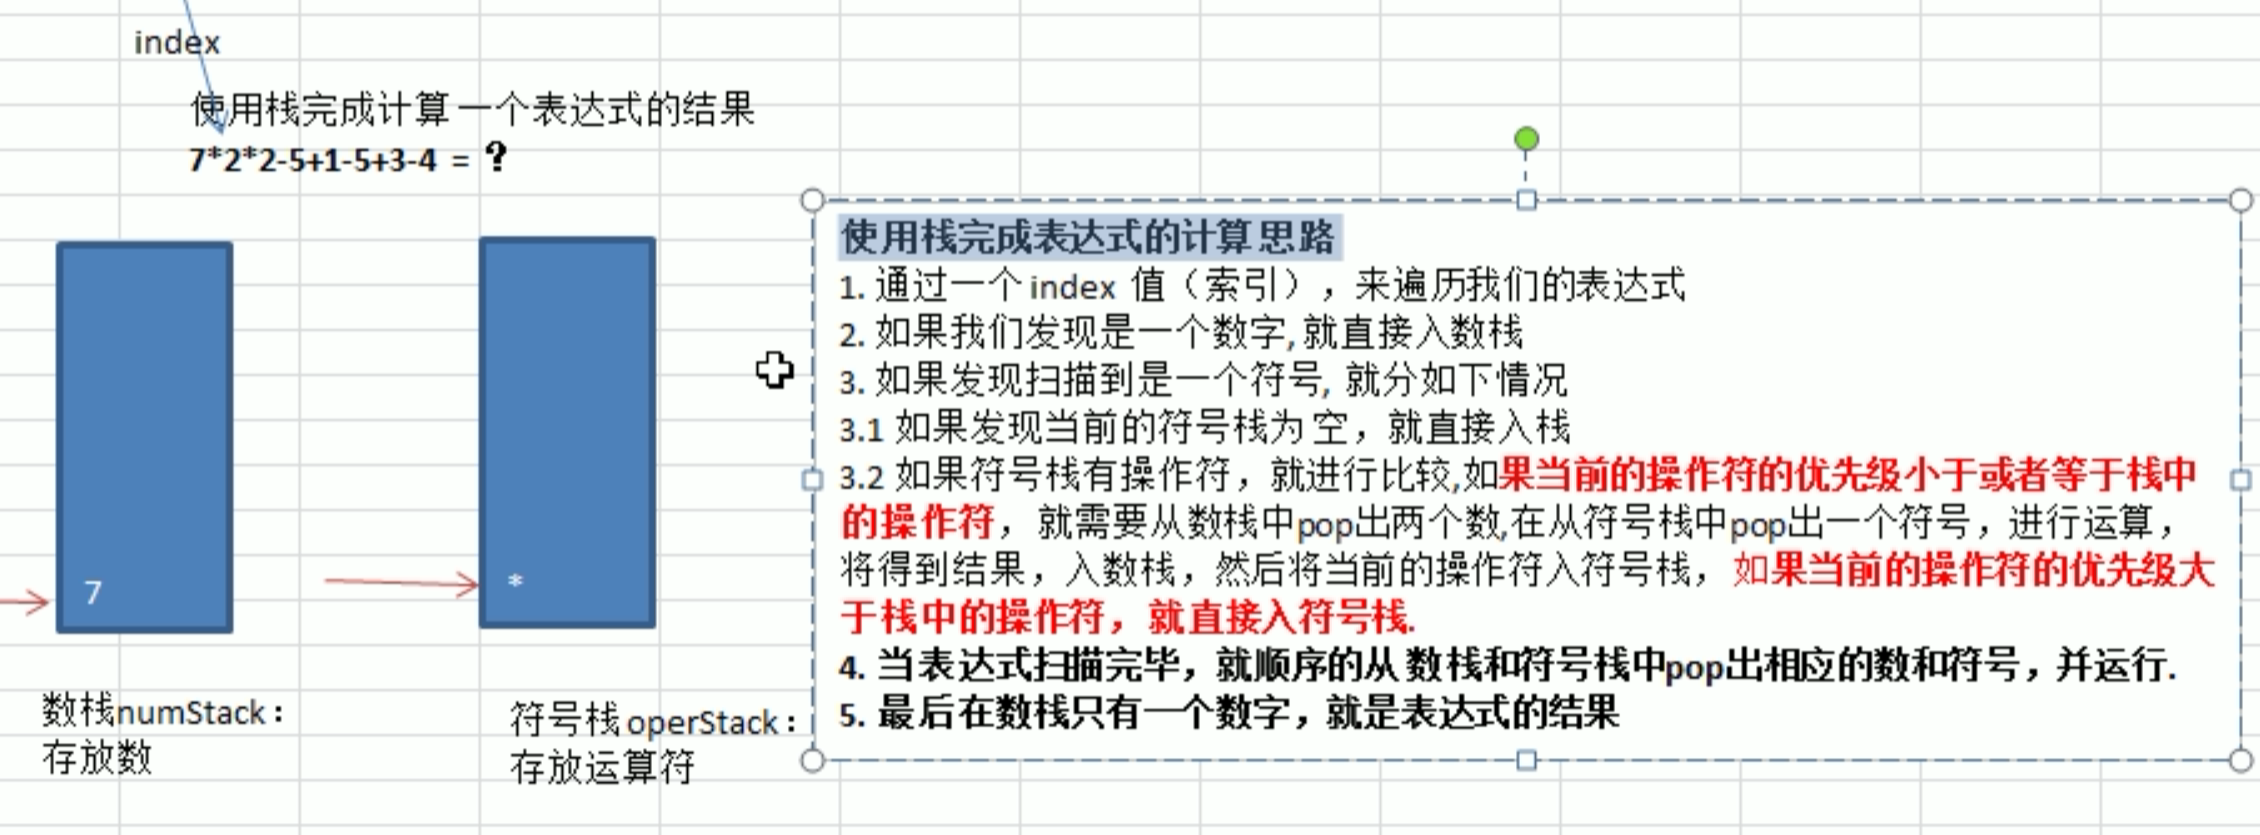 index
使用栈完成计算 一个表达式的结果
7*2*2-5+1-5+3-4 = ?
7
*
数栈numStack：
存放数
符号栈operStack：
存放运算符
使用栈完成表达式的计算 思路
1. 通过一个 index 值（索引），来遍历我们的表达式
2. 如果我们发现是一个数字, 就直接入数栈
3. 如果发现扫描到是一个符号, 就分如下情况
3.1 如果发现当前的符号栈为 空，就直接入栈
3.2 如果符号栈有操作符，就进行比较,如果当前的操作符的优先级小于或者等于栈中
的操作符，就需要从数栈中pop出两个数,在从符号栈中pop出一个符号，进行运算，
将得到结果，入数栈，然后将当前的操作符入符号栈，如果当前的操作符的优先级大
于栈中的操作符，就直接入符号栈.
4. 当表达式扫描完毕，就顺序的从 数栈和符号栈中pop出相应的数和符号，并运行.
5. 最后在数栈只有一个数字，就是表达式的结果